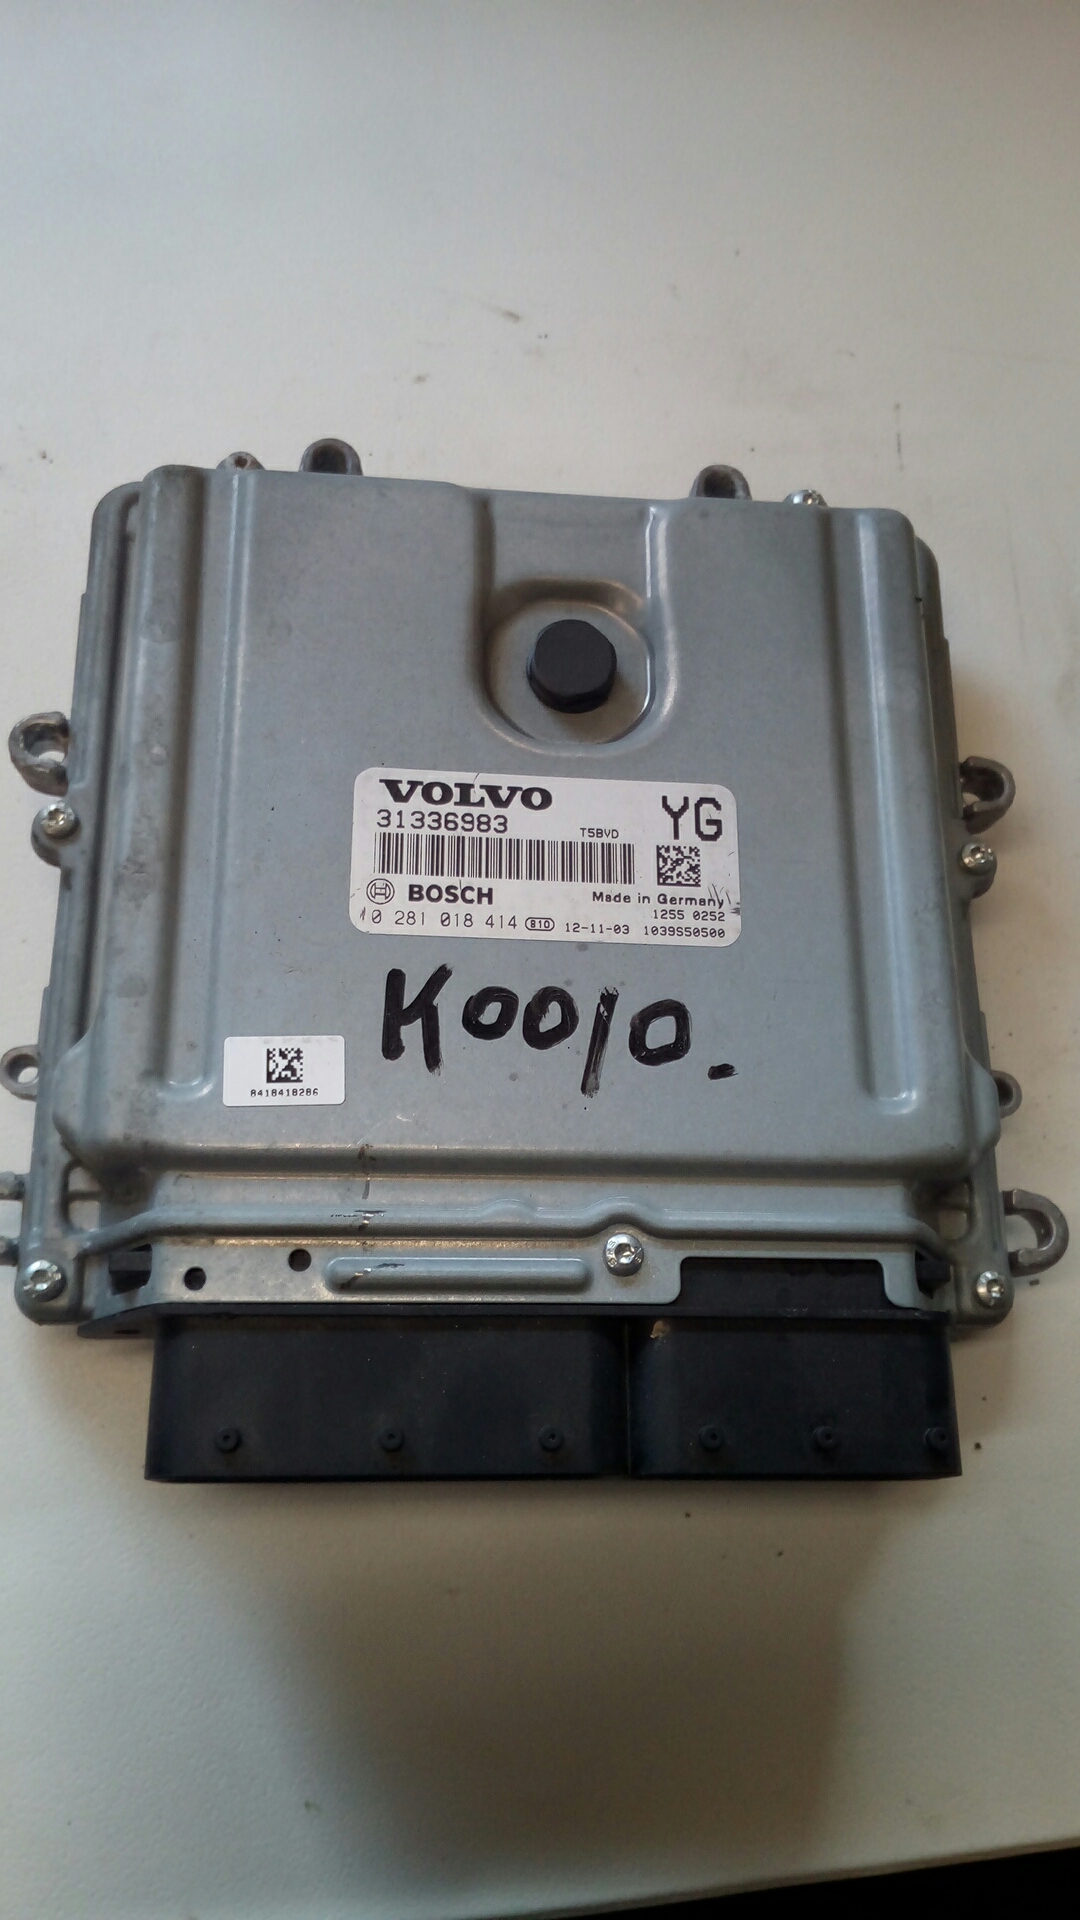 VOLVO
31336983
T5BVD
YG
BOSCH
Made in Germany
1255 0252
0 281 018 414 B10 12-11-03 1039S50500
K0010.
8418418286